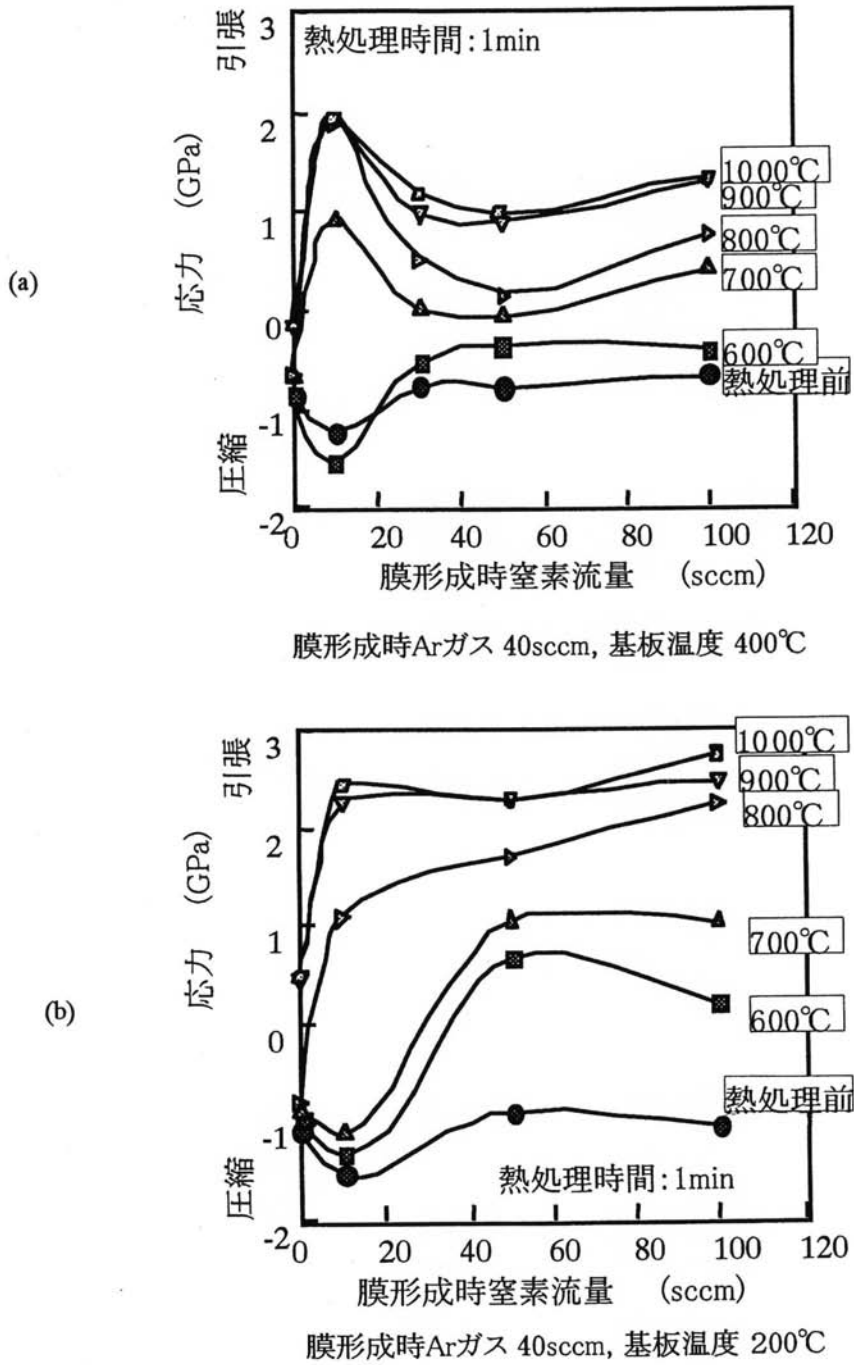 (a)
引張
応力 (GPa)
圧縮
3
2
1
0
-1
-2
熱処理時間:1min
1000℃
900℃
800℃
700℃
600℃
熱処理前
0 20 40 60 80 100 120
膜形成時窒素流量 (sccm)
膜形成時Arガス 40sccm, 基板温度 400℃
(b)
引張
応力 (GPa)
圧縮
3
2
1
0
-1
-2
1000℃
900℃
800℃
700℃
600℃
熱処理前
熱処理時間:1min
0 20 40 60 80 100 120
膜形成時窒素流量 (sccm)
膜形成時Arガス 40sccm, 基板温度 200℃